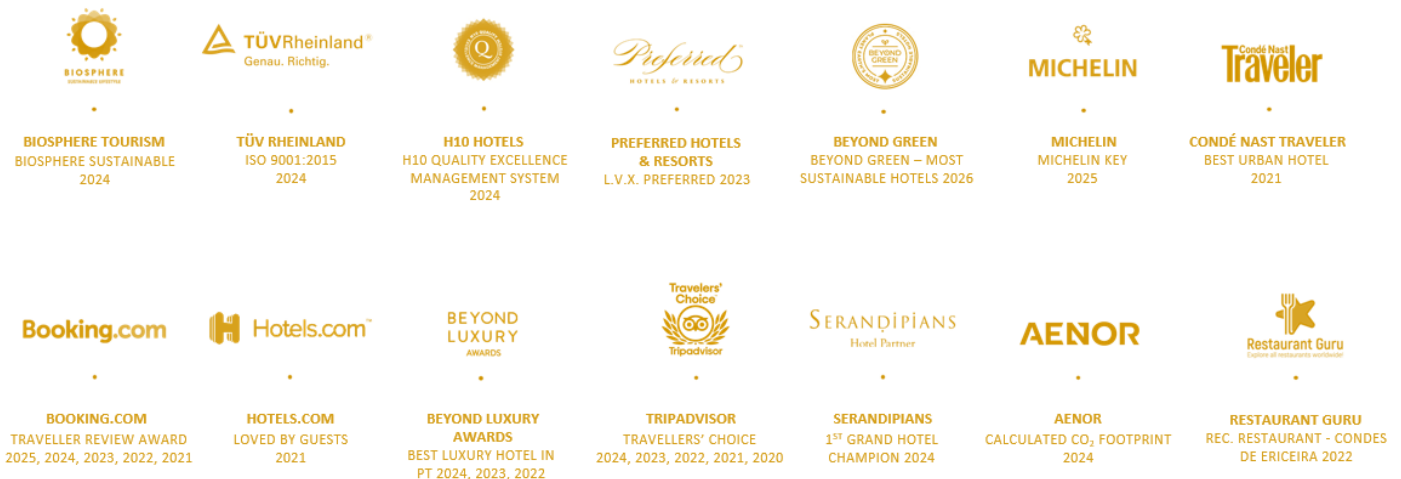 BIOSPHERE
SUSTAINABLE LIFESTYLE
TÜVRheinland®
Genau. Richtig.
Q
Preferred
HOTELS & RESORTS
BEYOND
GREEN
MICHELIN
Condé Nast
Traveler
BIOSPHERE TOURISM
BIOSPHERE SUSTAINABLE
2024
TÜV RHEINLAND
ISO 9001:2015
2024
H10 HOTELS
H10 QUALITY EXCELLENCE
MANAGEMENT SYSTEM
2024
PREFERRED HOTELS
& RESORTS
L.V.X. PREFERRED 2023
BEYOND GREEN
BEYOND GREEN – MOST
SUSTAINABLE HOTELS 2026
MICHELIN
MICHELIN KEY
2025
CONDÉ NAST TRAVELER
BEST URBAN HOTEL
2021
Booking.com
Hotels.com™
BEYOND
LUXURY
AWARDS
Travelers'
Choice
Tripadvisor
SERANDIPIANS
Hotel Partner
AENOR
Restaurant Guru
Explore all restaurants worldwide!
BOOKING.COM
TRAVELLER REVIEW AWARD
2025, 2024, 2023, 2022, 2021
HOTELS.COM
LOVED BY GUESTS
2021
BEYOND LUXURY
AWARDS
BEST LUXURY HOTEL IN
PT 2024, 2023, 2022
TRIPADVISOR
TRAVELLERS' CHOICE
2024, 2023, 2022, 2021, 2020
SERANDIPIANS
1ST GRAND HOTEL
CHAMPION 2024
AENOR
CALCULATED CO₂ FOOTPRINT
2024
RESTAURANT GURU
REC. RESTAURANT - CONDES
DE ERICEIRA 2022